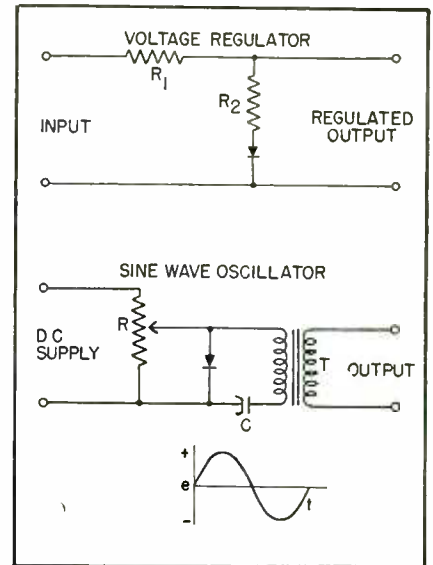 VOLTAGE REGULATOR
R1
R2
INPUT
REGULATED
OUTPUT
SINE WAVE OSCILLATOR
DC
SUPPLY
R
C
T
OUTPUT
+
e
-
t